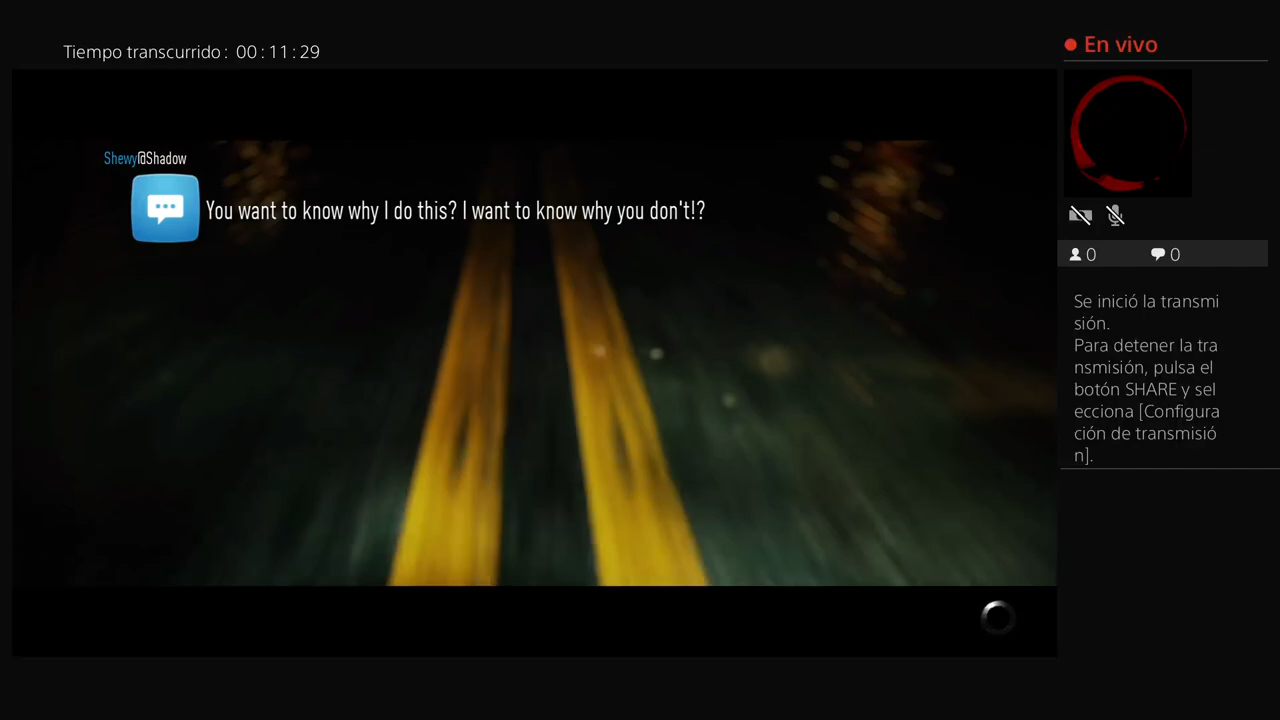 Tiempo transcurrido: 00:11:29
En vivo
Shewy@Shadow
You want to know why I do this? I want to know why you don't!?
0 0
Se inició la transmi
sión.
Para detener la tra
nsmisión, pulsa el
botón SHARE y sel
ecciona [Configura
ción de transmisió
n].